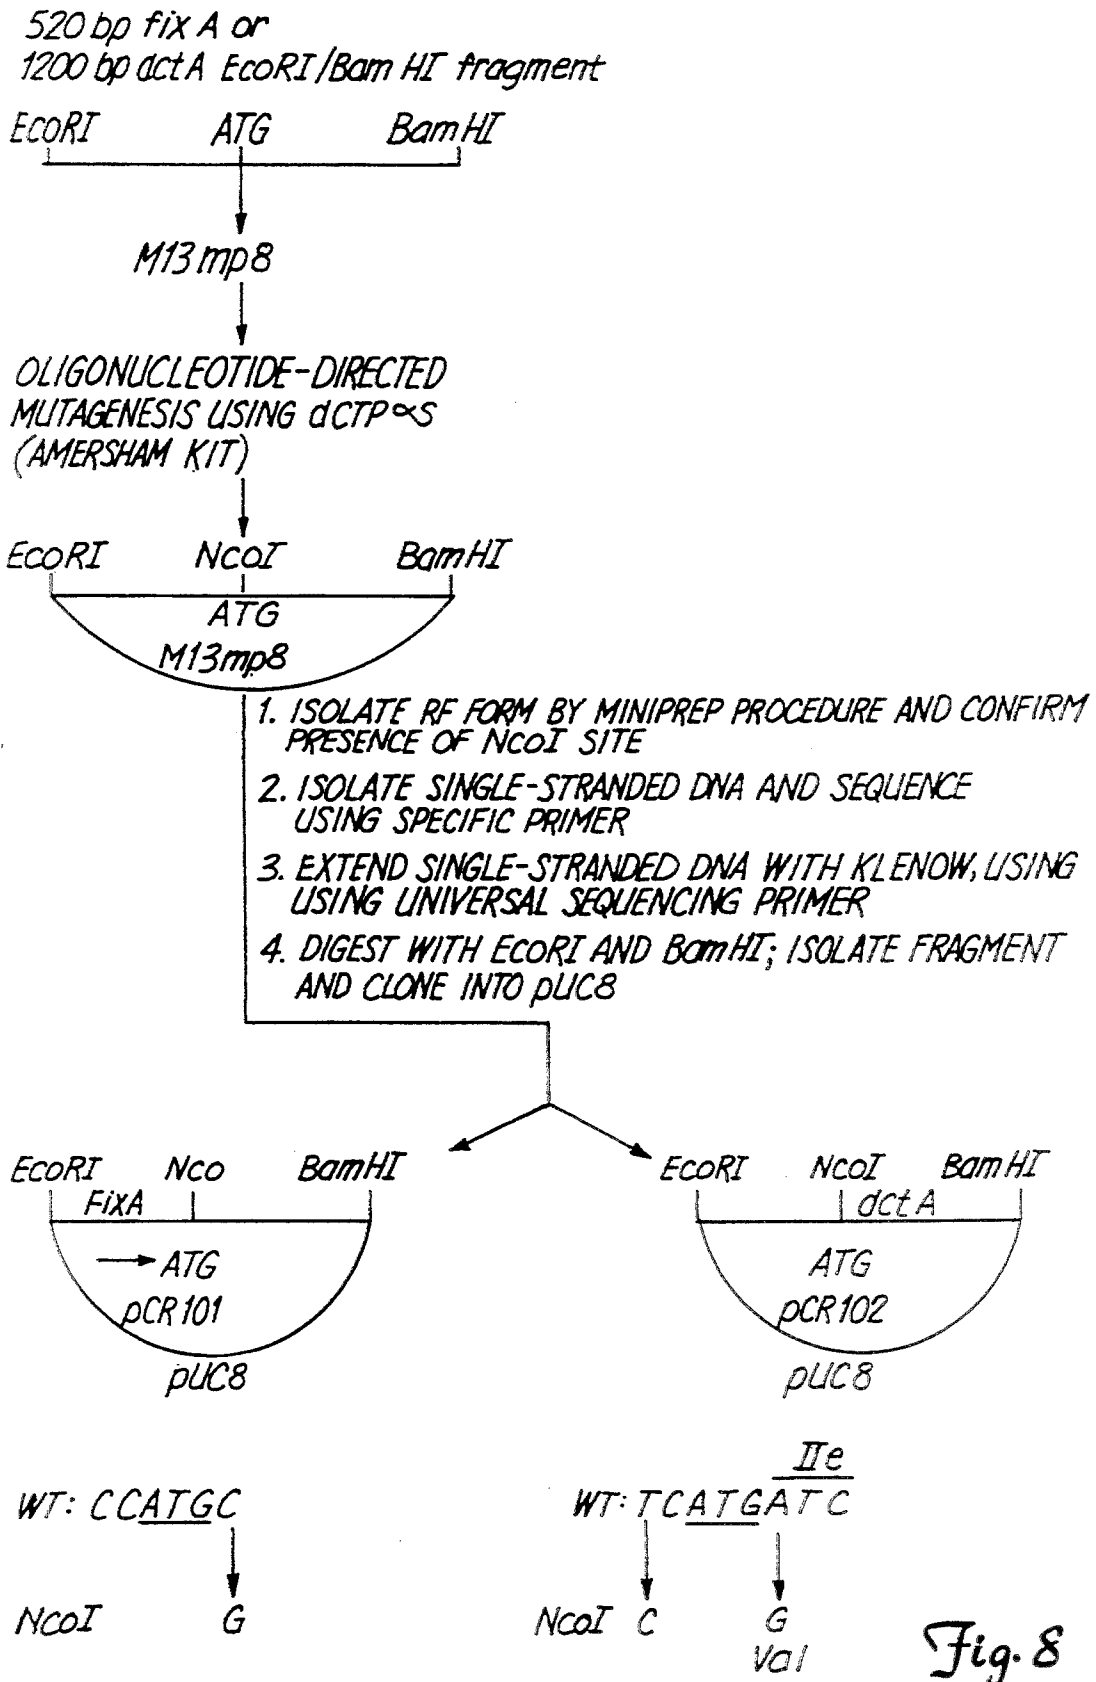 520 bp fix A or
1200 bp dctA EcoRI/Bam HI fragment
EcoRI ATG BamHI
M13mp8
OLIGONUCLEOTIDE-DIRECTED
MUTAGENESIS USING dCTP∝S
(AMERSHAM KIT)
EcoRI NcoI BamHI
ATG
M13mp8
1. ISOLATE RF FORM BY MINIPREP PROCEDURE AND CONFIRM
PRESENCE OF NcoI SITE
2. ISOLATE SINGLE-STRANDED DNA AND SEQUENCE
USING SPECIFIC PRIMER
3. EXTEND SINGLE-STRANDED DNA WITH KLENOW, USING
USING UNIVERSAL SEQUENCING PRIMER
4. DIGEST WITH EcoRI AND BamHI; ISOLATE FRAGMENT
AND CLONE INTO pUC8
EcoRI Nco BamHI
FixA
ATG
pCR101
pUC8
EcoRI NcoI BamHI
dctA
ATG
pCR102
pUC8
WT: CCATGC
NcoI G
IIe
WT: TCATGATC
NcoI C G
Val
Fig. 8